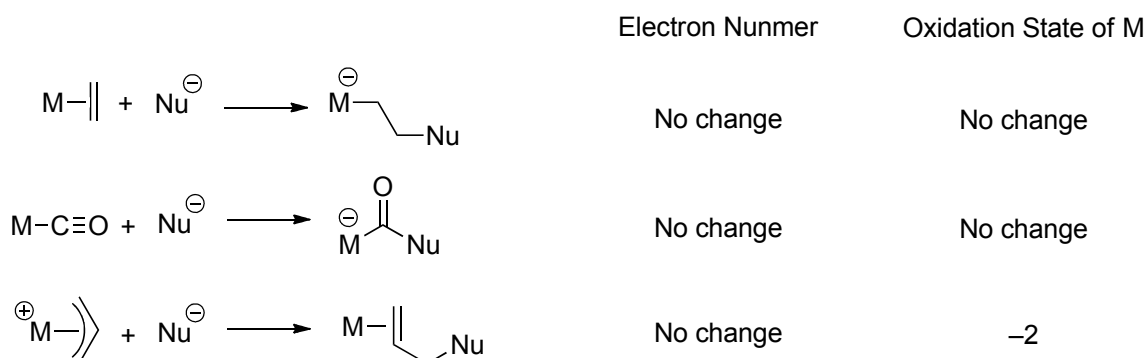 Electron Nunmer Oxidation State of M
M + Nu⊖ M⊖ Nu No change No change
M C≡O + Nu⊖ M⊖ O Nu No change No change
M⊕ + Nu⊖ M Nu No change –2